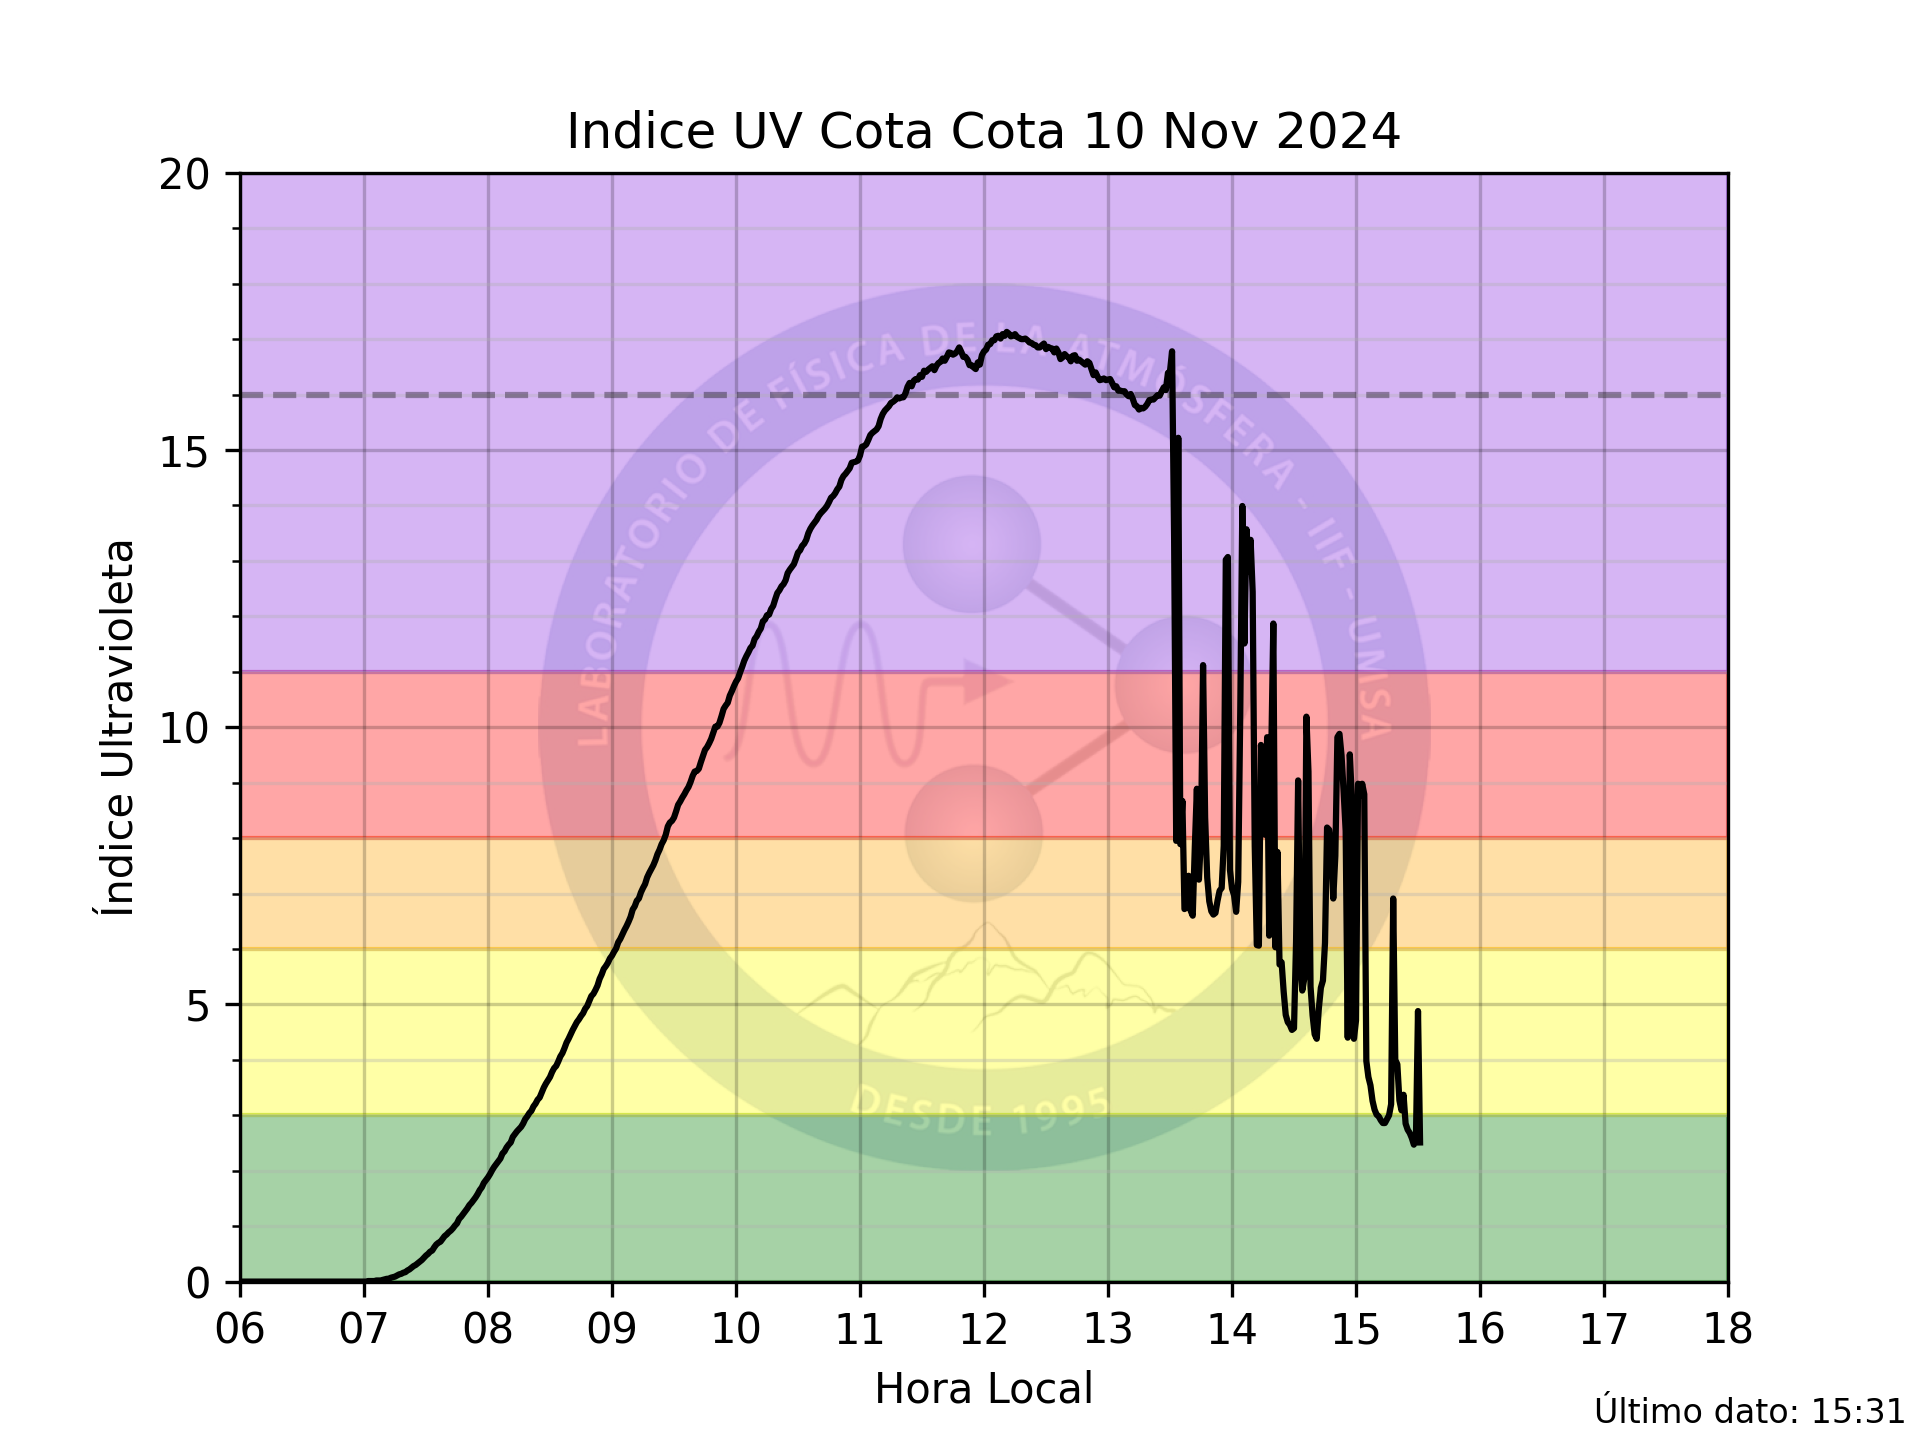 Indice UV Cota Cota 10 Nov 2024
20
15
10
5
0
Índice Ultravioleta
LABORATORIO DE FÍSICA DE LA ATMÓSFERA - IIF - UMSA
DESDE 1995
06 07 08 09 10 11 12 13 14 15 16 17 18
Hora Local
Último dato: 15:31